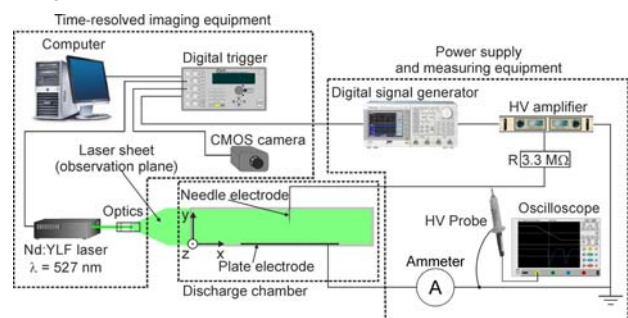 Time-resolved imaging equipment
Computer
Digital trigger
Power supply
and measuring equipment
Digital signal generator
HV amplifier
CMOS camera
R 3.3 MΩ
Laser sheet
(observation plane)
Needle electrode
Optics
HV Probe
Oscilloscope
y
z
x
Nd:YLF laser
λ = 527 nm
Plate electrode
Ammeter
A
Discharge chamber